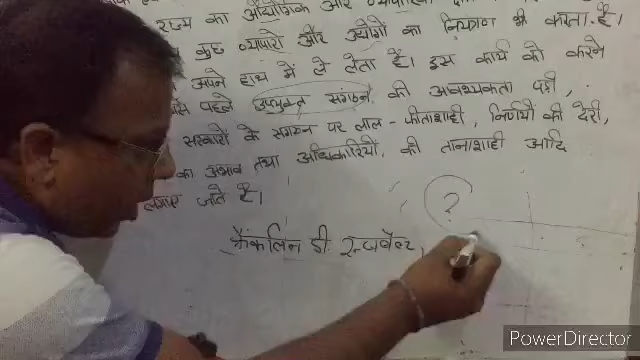 राज्य का औद्योगिक और व्यापारिक
कुछ व्यापारो और उद्योगों का नियंत्रण भी करता है।
अपने हाथ में ले लेता है। इस कार्य को करने
पहले उपयुक्त संगठन की आवश्यकता पड़ी,
सरकारों के संगठन पर लाल - फीताशाही, निर्णयों की देरी,
का अभाव तथा अधिकारियों की तानाशाही आदि
जाते है।
?
फ्रैंकलिन डी. रूजवेल्ट
PowerDirector